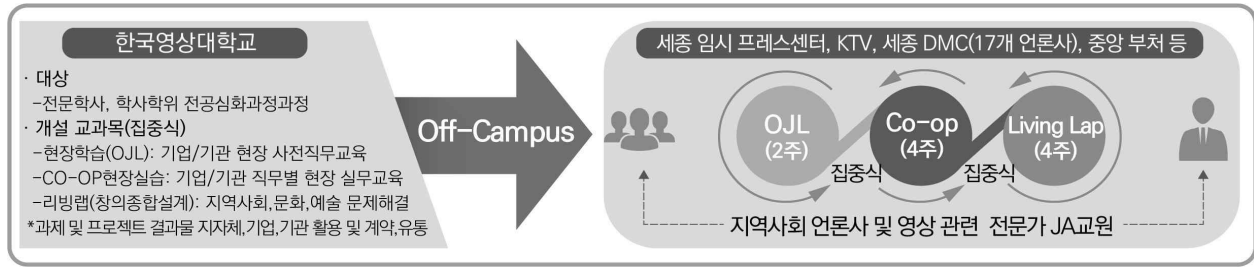 한국영상대학교
· 대상
-전문학사, 학사학위 전공심화과정과정
· 개설 교과목(집중식)
-현장학습(OJL): 기업/기관 현장 사전직무교육
-CO-OP현장실습: 기업/기관 직무별 현장 실무교육
-리빙랩(창의종합설계): 지역사회,문화,예술 문제해결
*과제 및 프로젝트 결과물 지자체,기업,기관 활용 및 계약,유통
Off-Campus
세종 임시 프레스센터, KTV, 세종 DMC(17개 언론사), 중앙 부처 등
OJL
(2주)
집중식
Co-op
(4주)
집중식
Living Lap
(4주)
지역사회 언론사 및 영상 관련 전문가 JA교원